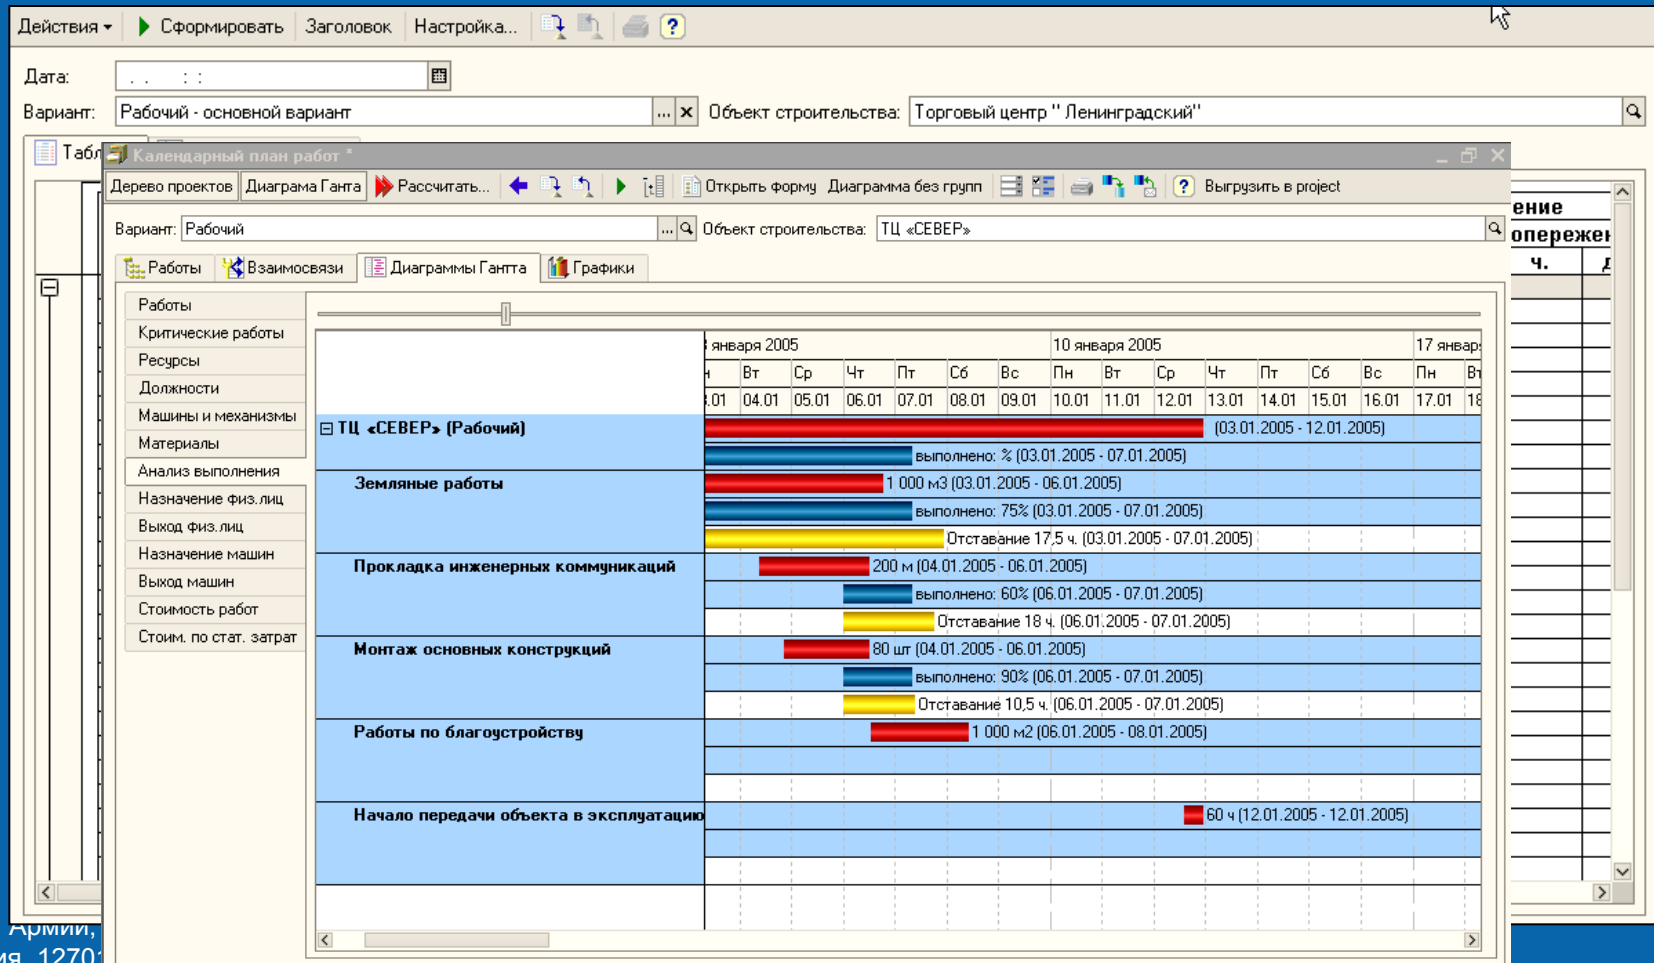 Действия Сформировать Заголовок Настройка... ?
Дата: . . : :
Вариант: Рабочий - основной вариант ... x Объект строительства: Торговый центр " Ленинградский"
Календарный план работ *
Дерево проектов Диаграма Ганта Рассчитать... Открыть форму Диаграмма без групп ? Выгрузить в project
Вариант: Рабочий ... Объект строительства: ТЦ «СЕВЕР»
Работы Взаимосвязи Диаграммы Гантта Графики
Работы
Критические работы
Ресурсы
Должности
Машины и механизмы
Материалы
Анализ выполнения
Назначение физ.лиц
Выход физ.лиц
Назначение машин
Выход машин
Стоимость работ
Стоим. по стат. затрат
января 2005 10 января 2005 17 январ
Вт Ср Чт Пт Сб Вс Пн Вт Ср Чт Пт Сб Вс Пн Вт
.01 04.01 05.01 06.01 07.01 08.01 09.01 10.01 11.01 12.01 13.01 14.01 15.01 16.01 17.01 18
ТЦ «СЕВЕР» (Рабочий) (03.01.2005 - 12.01.2005)
выполнено: % (03.01.2005 - 07.01.2005)
Земляные работы 1 000 м3 (03.01.2005 - 06.01.2005)
выполнено: 75% (03.01.2005 - 07.01.2005)
Отставание 17,5 ч. (03.01.2005 - 07.01.2005)
Прокладка инженерных коммуникаций 200 м (04.01.2005 - 06.01.2005)
выполнено: 60% (06.01.2005 - 07.01.2005)
Отставание 18 ч. (06.01.2005 - 07.01.2005)
Монтаж основных конструкций 80 шт (04.01.2005 - 06.01.2005)
выполнено: 90% (06.01.2005 - 07.01.2005)
Отставание 10,5 ч. (06.01.2005 - 07.01.2005)
Работы по благоустройству 1 000 м2 (06.01.2005 - 08.01.2005)
Начало передачи объекта в эксплуатацию 60 ч (12.01.2005 - 12.01.2005)
ение
опережен
ч.
Армии,
ия, 12701